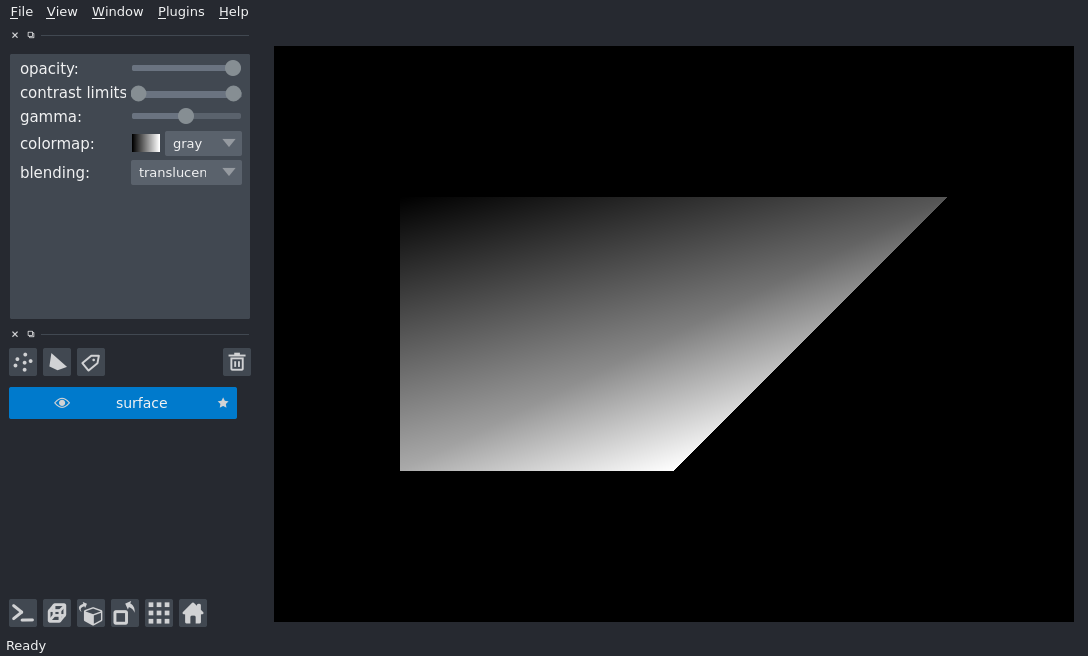 File View Window Plugins Help
opacity:
contrast limits
gamma:
colormap: gray
blending: translucen
surface
Ready